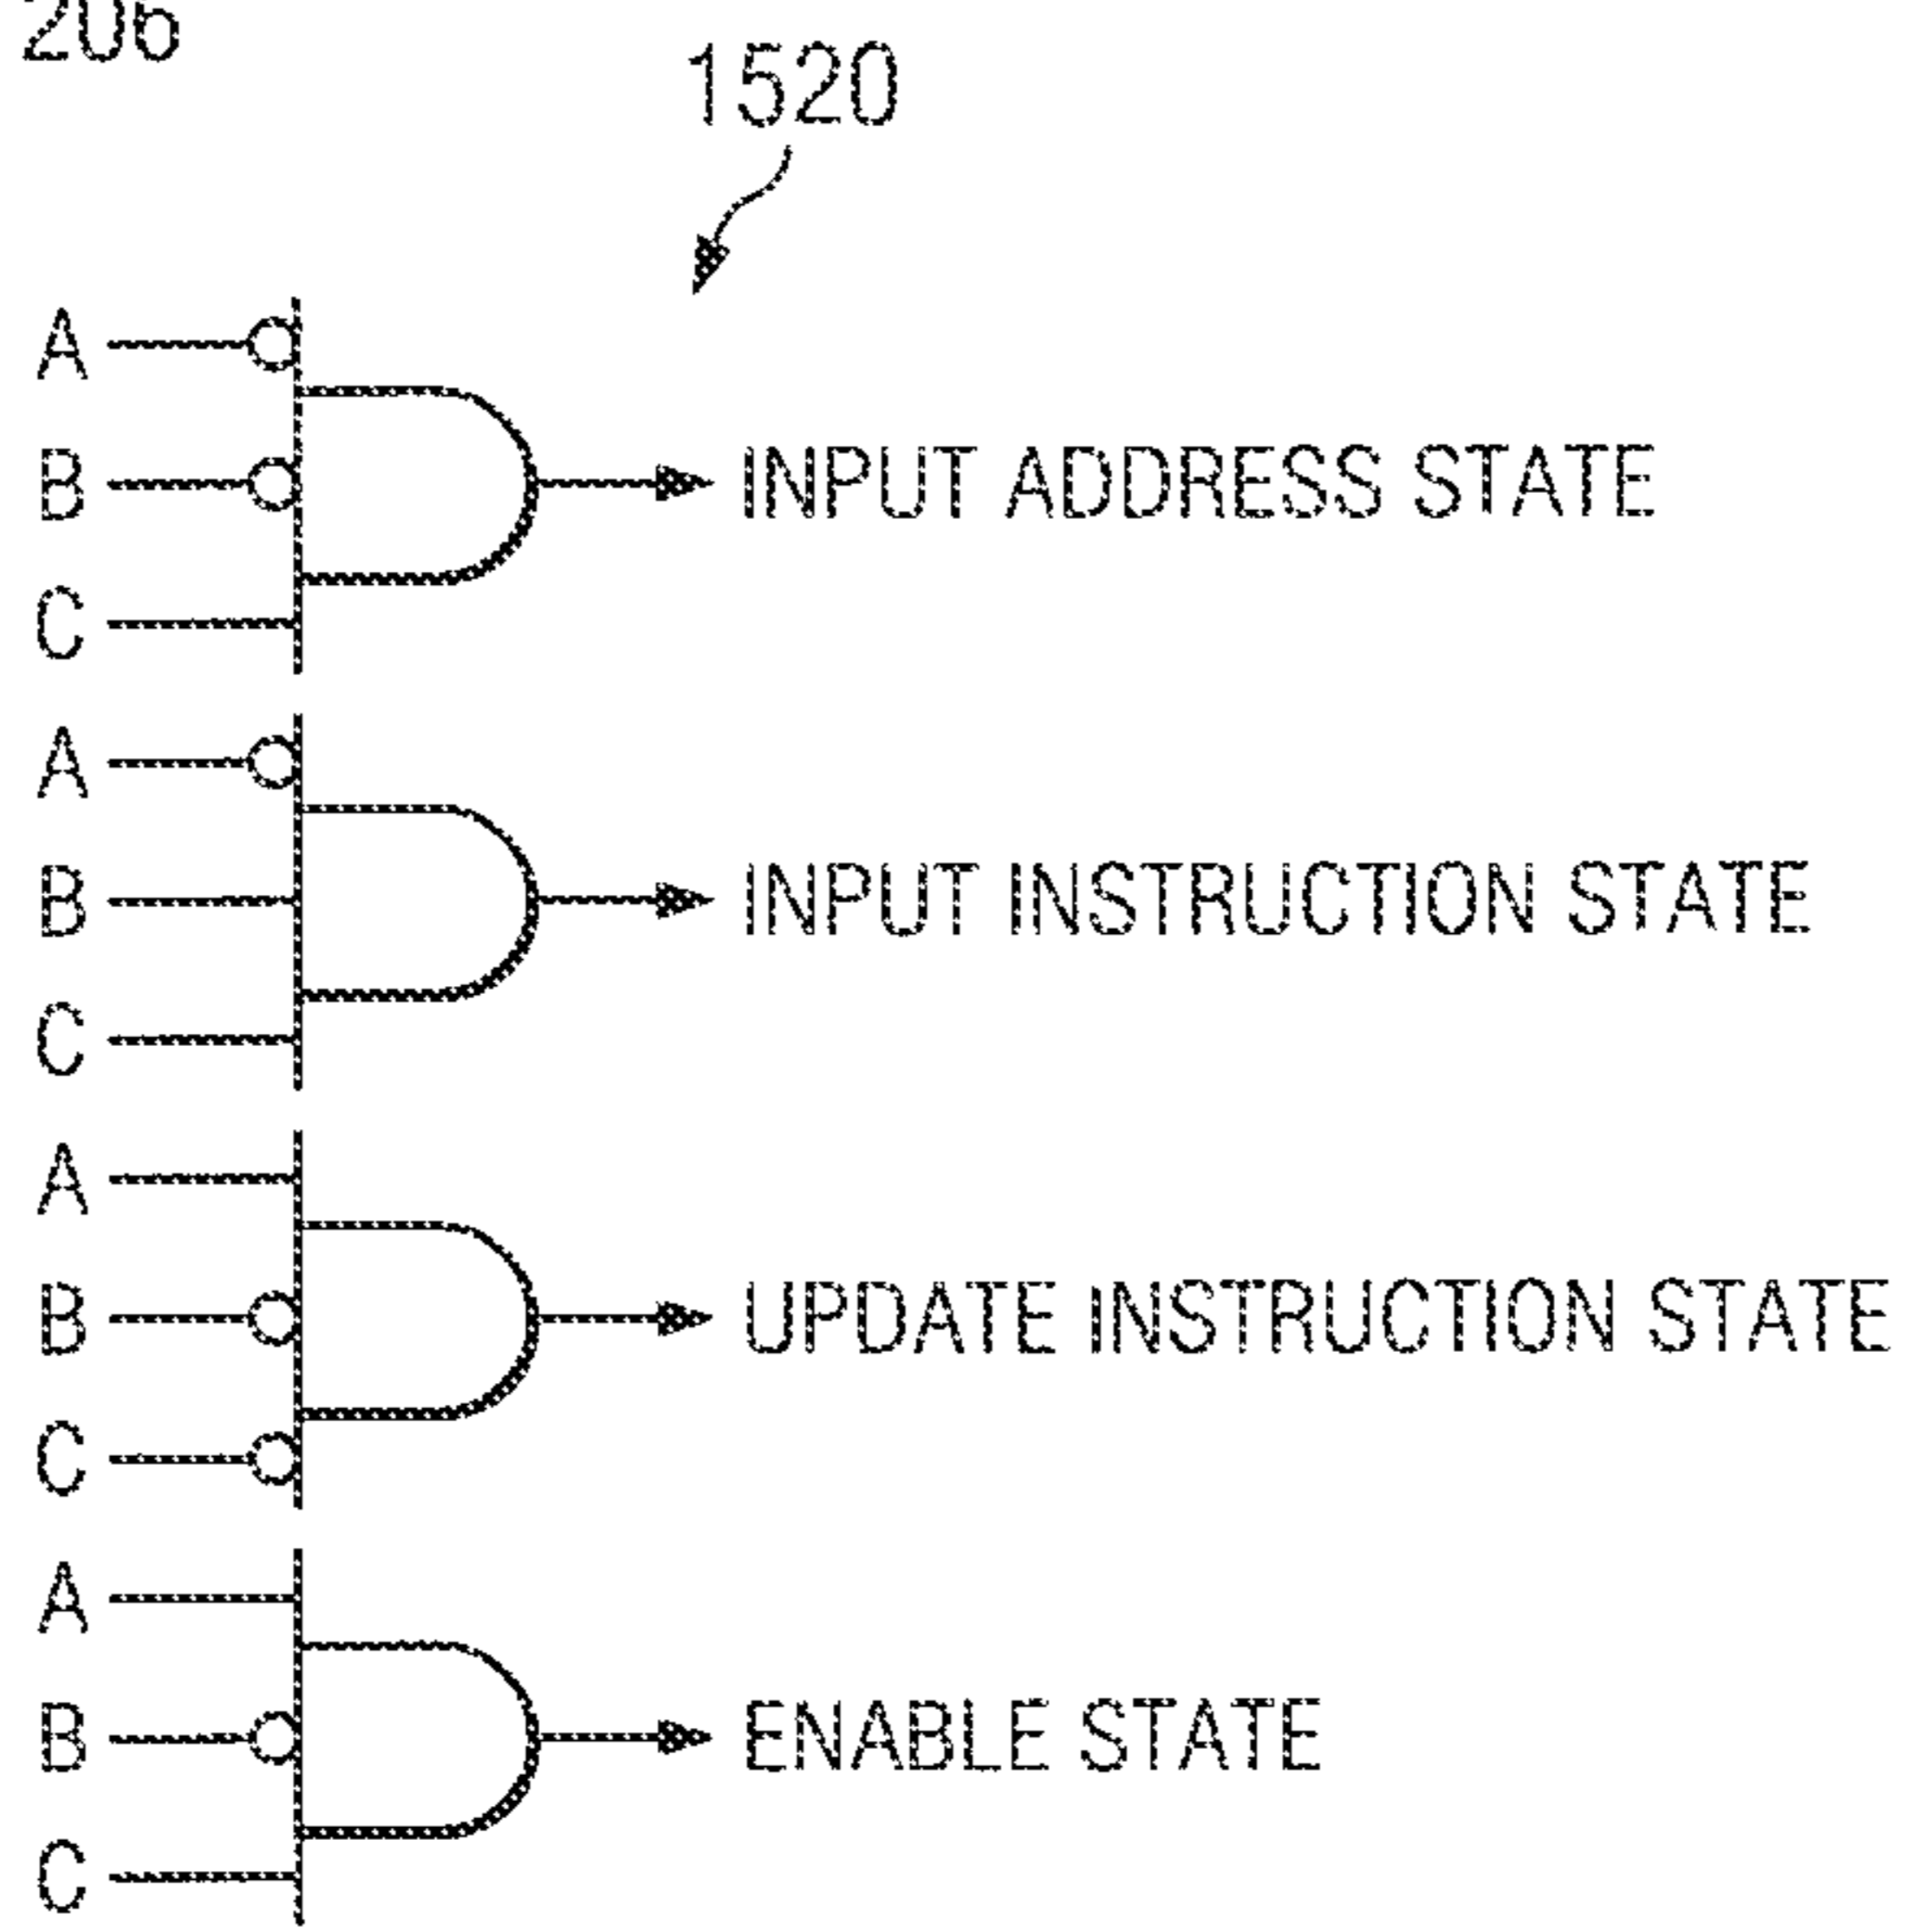 206
1520
A
B
C
INPUT ADDRESS STATE
A
B
C
INPUT INSTRUCTION STATE
A
B
C
UPDATE INSTRUCTION STATE
A
B
C
ENABLE STATE